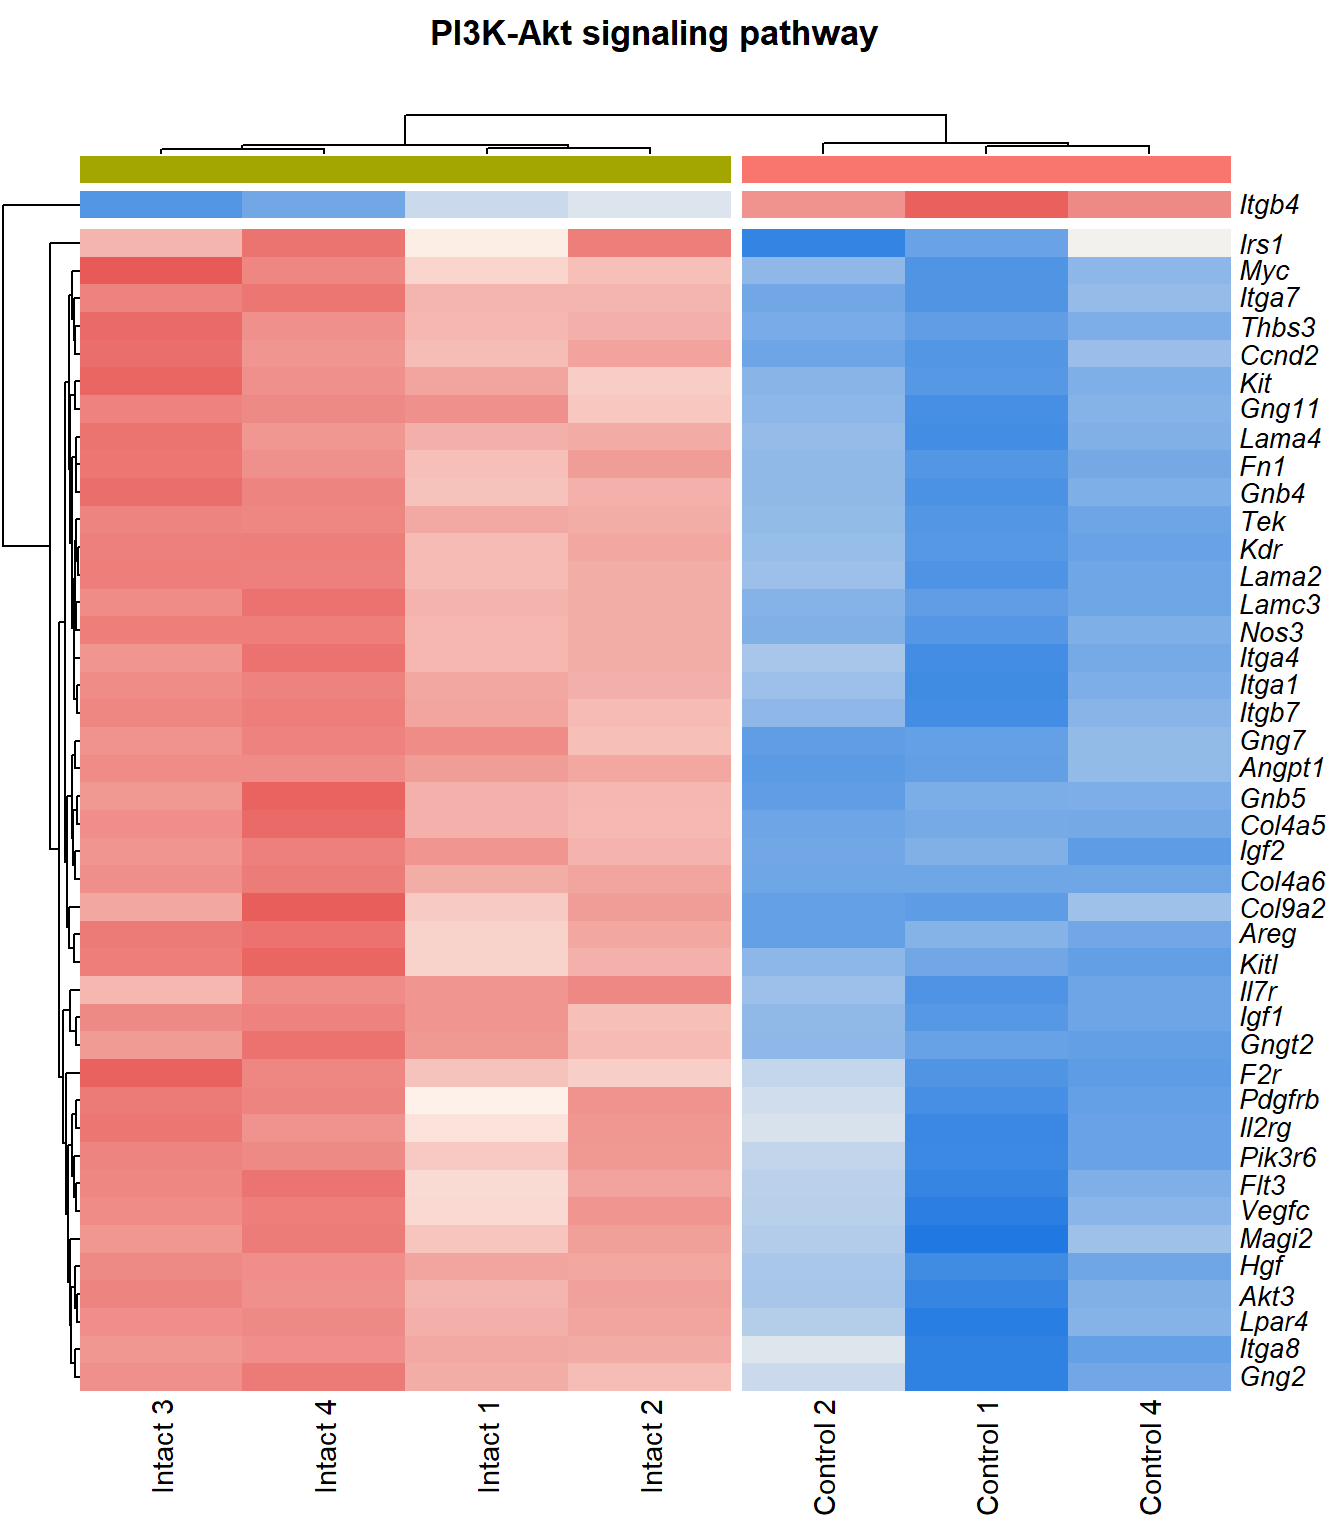 PI3K-Akt signaling pathway
Itgb4
Irs1
Myc
Itga7
Thbs3
Ccnd2
Kit
Gng11
Lama4
Fn1
Gnb4
Tek
Kdr
Lama2
Lamc3
Nos3
Itga4
Itga1
Itgb7
Gng7
Angpt1
Gnb5
Col4a5
Igf2
Col4a6
Col9a2
Areg
Kitl
Il7r
Igf1
Gngt2
F2r
Pdgfrb
Il2rg
Pik3r6
Flt3
Vegfc
Magi2
Hgf
Akt3
Lpar4
Itga8
Gng2
Intact 3
Intact 4
Intact 1
Intact 2
Control 2
Control 1
Control 4